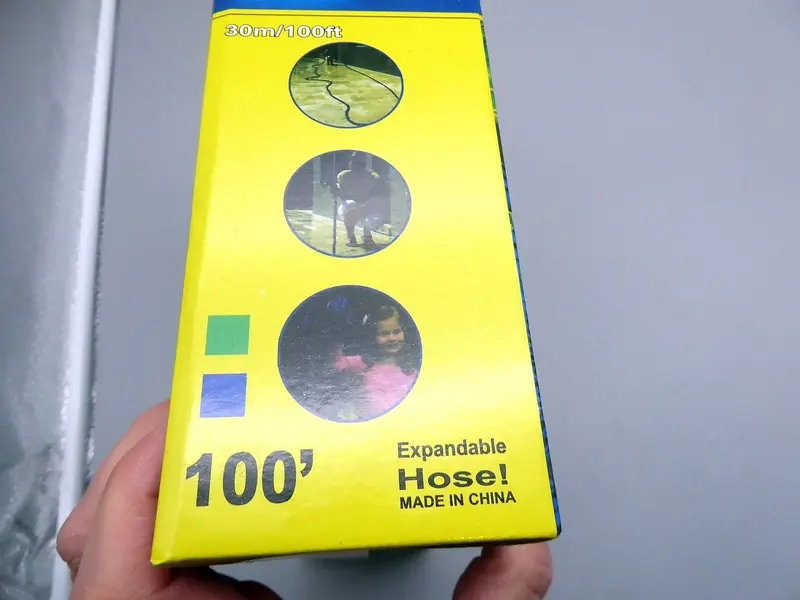 30m/100ft
100’
Expandable
Hose!
MADE IN CHINA